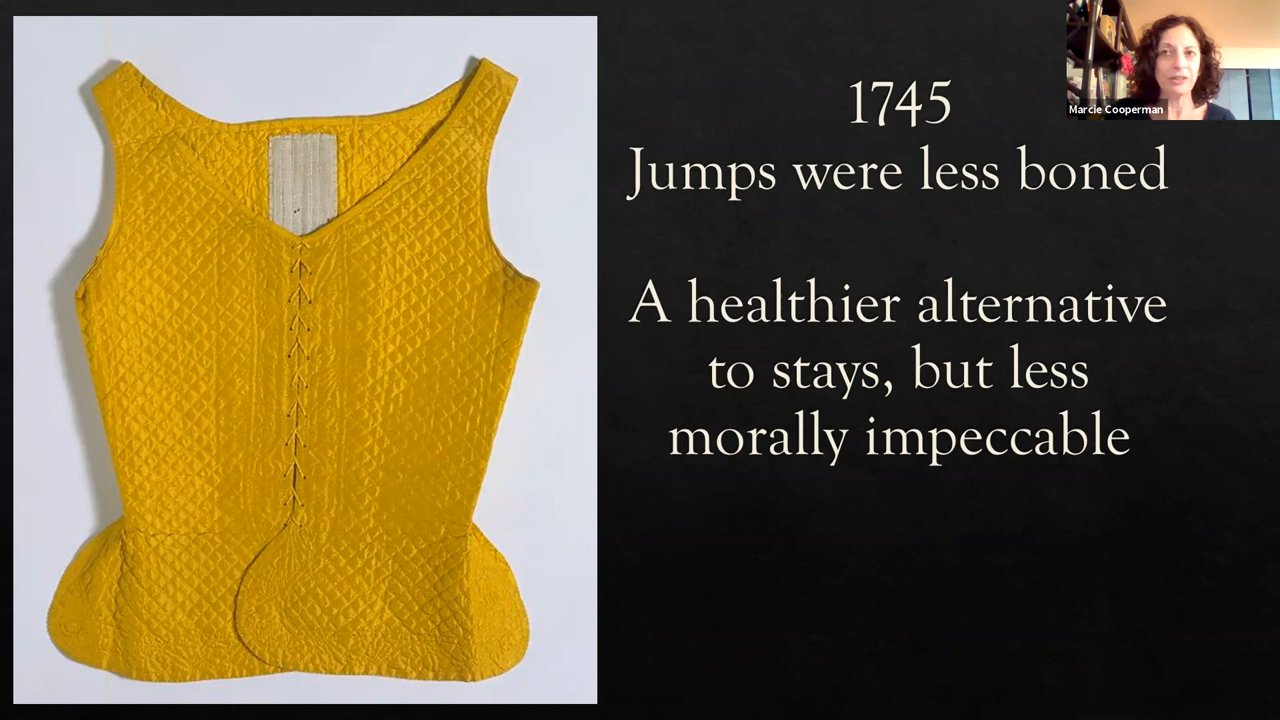 1745
Jumps were less boned
A healthier alternative
to stays, but less
morally impeccable
Marcie Cooperman